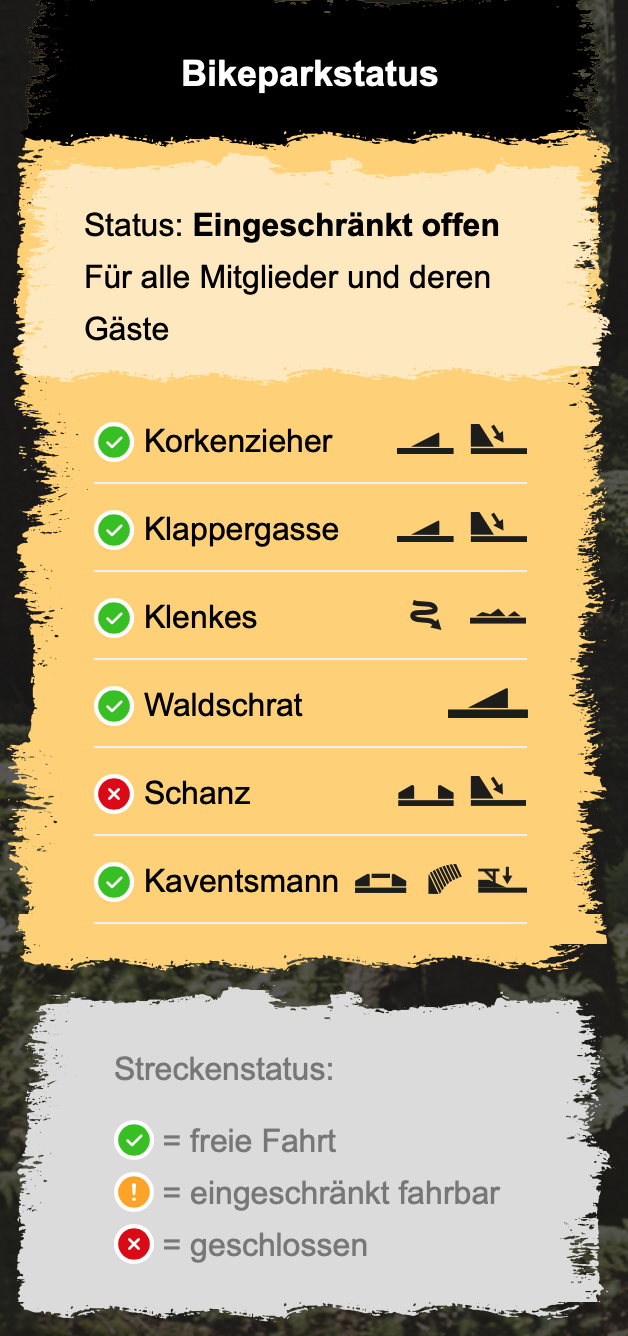 Bikeparkstatus
Status: Eingeschränkt offen
Für alle Mitglieder und deren
Gäste
Korkenzieher
Klappergasse
Klenkes
Waldschrat
Schanz
Kaventsmann
Streckenstatus:
= freie Fahrt
= eingeschränkt fahrbar
= geschlossen